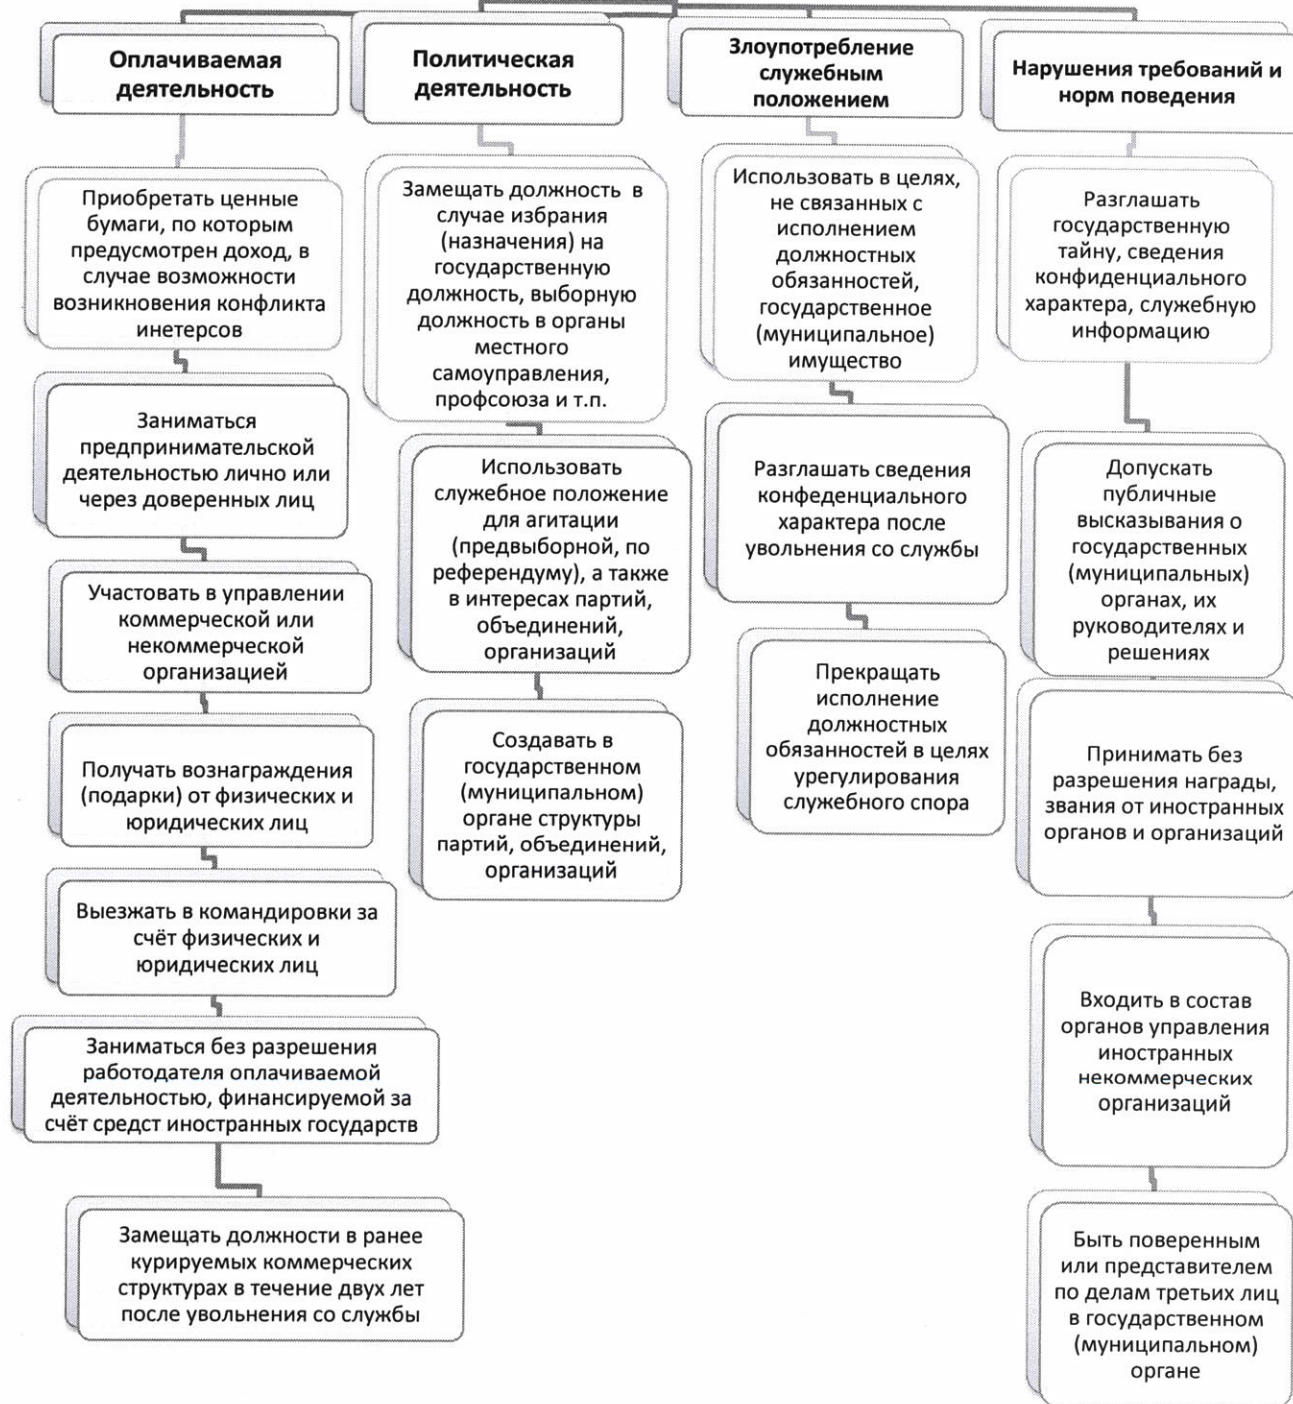 Оплачиваемая
деятельность
Приобретать ценные
бумаги, по которым
предусмотрен доход, в
случае возможности
возникновения конфликта
инетерсов
Заниматься
предпринимательской
деятельностью лично или
через доверенных лиц
Участовать в управлении
коммерческой или
некоммерческой
организацией
Получать вознаграждения
(подарки) от физических и
юридических лиц
Выезжать в командировки за
счёт физических и
юридических лиц
Заниматься без разрешения
работодателя оплачиваемой
деятельностью, финансируемой за
счёт средст иностранных государств
Замещать должности в ранее
курируемых коммерческих
структурах в течение двух лет
после увольнения со службы
Политическая
деятельность
Замещать должность в
случае избрания
(назначения) на
государственную
должность, выборную
должность в органы
местного
самоуправления,
профсоюза и т.п.
Использовать
служебное положение
для агитации
(предвыборной, по
референдуму), а также
в интересах партий,
объединений,
организаций
Создавать в
государственном
(муниципальном)
органе структуры
партий, объединений,
организаций
Злоупотребление
служебным
положением
Использовать в целях,
не связанных с
исполнением
должностных
обязанностей,
государственное
(муниципальное)
имущество
Разглашать сведения
конфеденциального
характера после
увольнения со службы
Прекращать
исполнение
должностных
обязанностей в целях
урегулирования
служебного спора
Нарушения требований и
норм поведения
Разглашать
государственную
тайну, сведения
конфиденциального
характера, служебную
информацию
Допускать
публичные
высказывания о
государственных
(муниципальных)
органах, их
руководителях и
решениях
Принимать без
разрешения награды,
звания от иностранных
органов и организаций
Входить в состав
органов управления
иностранных
некоммерческих
организаций
Быть поверенным
или представителем
по делам третьих лиц
в государственном
(муниципальном)
органе